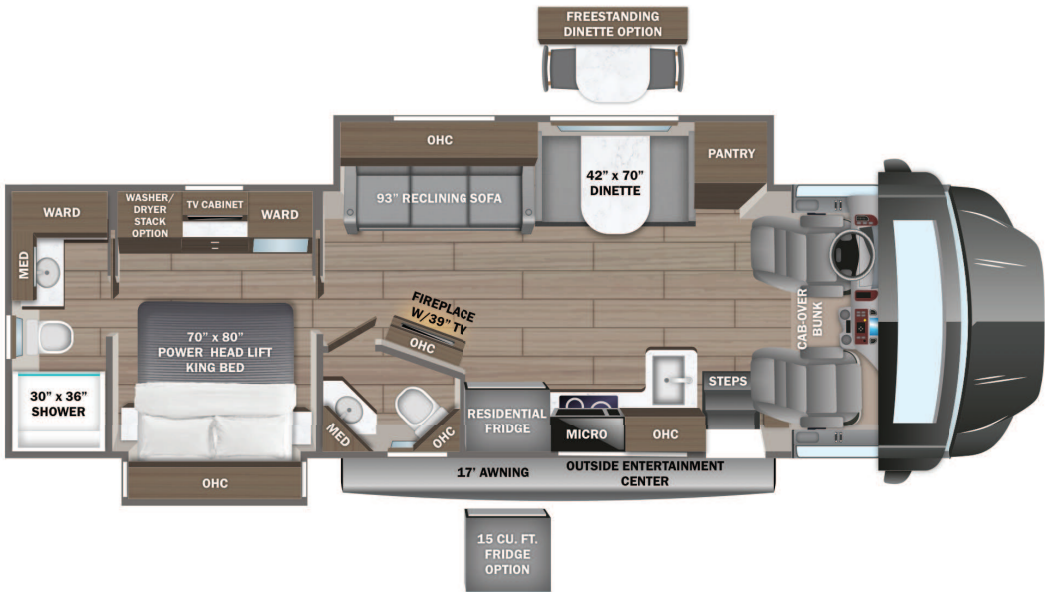 FREESTANDING
DINETTE OPTION
OHC
93” RECLINING SOFA
42” x 70”
DINETTE
PANTRY
WARD
WASHER/
DRYER
STACK
OPTION
TV CABINET
WARD
MED
70” x 80”
POWER HEAD LIFT
KING BED
30” x 36”
SHOWER
OHC
FIREPLACE
W/39” TV
OHC
MED
OHC
RESIDENTIAL
FRIDGE
MICRO
OHC
STEPS
CAB-OVER
BUNK
17’ AWNING
OUTSIDE ENTERTAINMENT
CENTER
15 CU. FT.
FRIDGE
OPTION